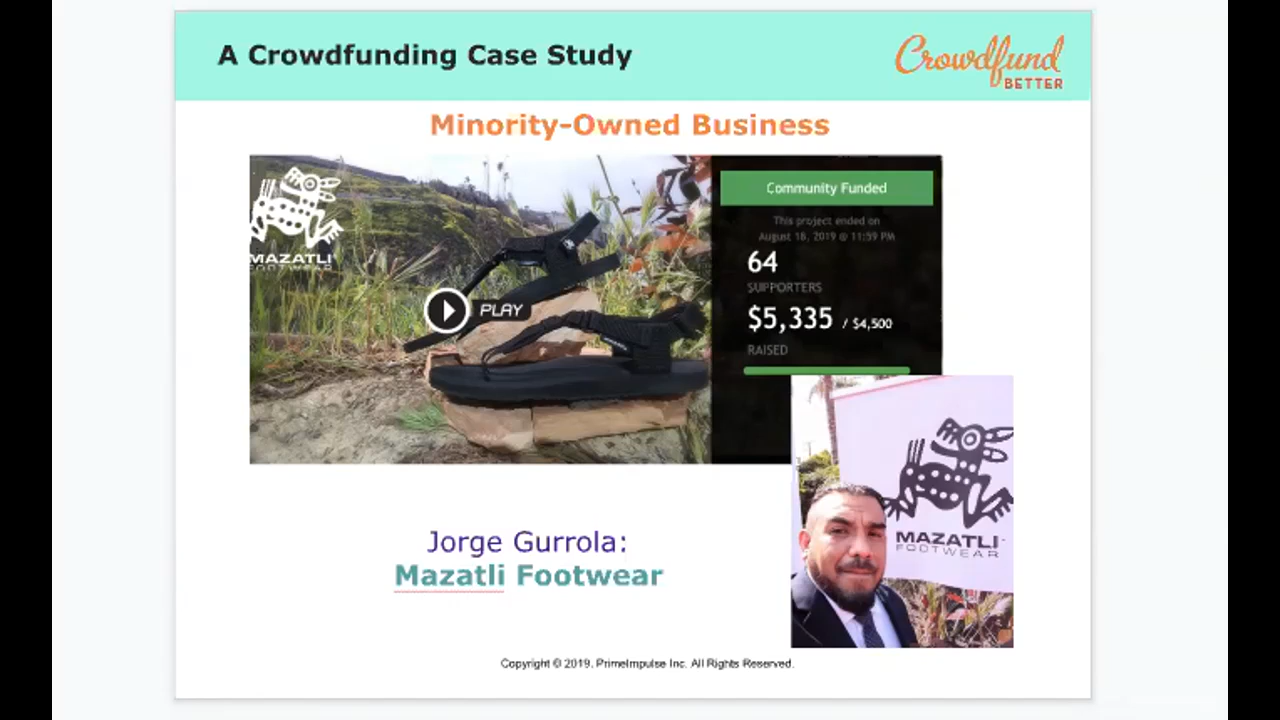 A Crowdfunding Case Study
Crowdfund
BETTER
Minority-Owned Business
MAZATLI
FOOTWEAR
PLAY
Community Funded
This project ended on
August 16, 2019 @ 11:59 PM
64
SUPPORTERS
$5,335 / $4,500
RAISED
MAZATLI
FOOTWEAR
Jorge Gurrola:
Mazatli Footwear
Copyright © 2019. PrimeImpulse Inc. All Rights Reserved.